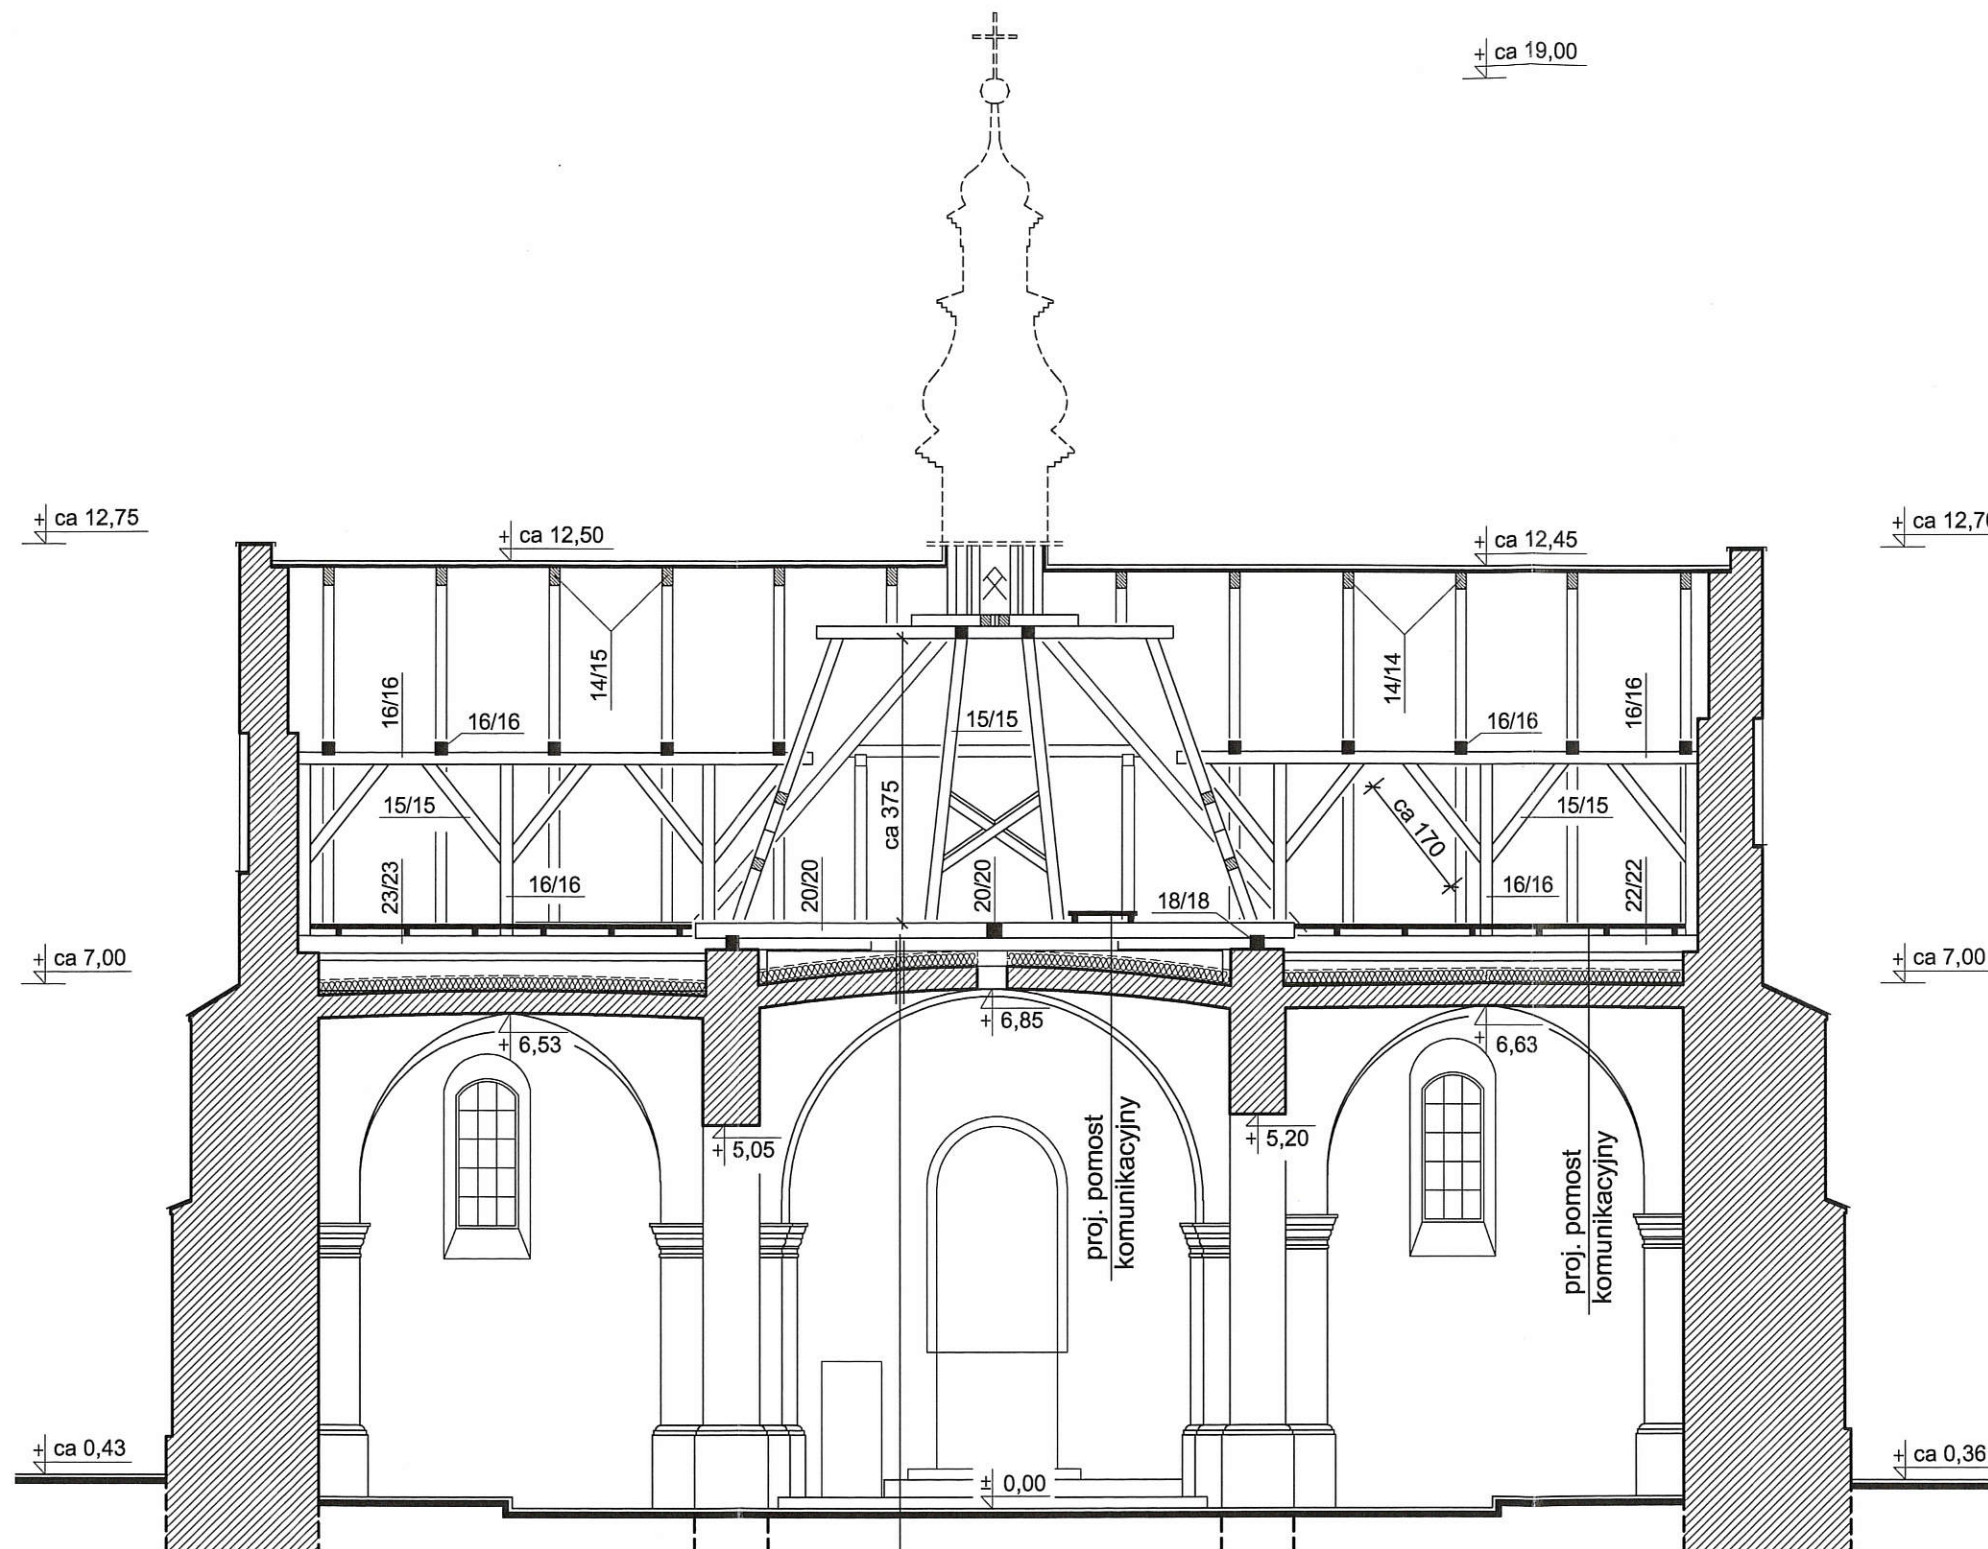 + ca 19,00
+ ca 12,75
+ ca 12,50
+ ca 12,45
+ ca 12,70
14/15
14/14
16/16
16/16
15/15
16/16
16/16
15/15
ca 375
ca 170
15/15
23/23
16/16
20/20
20/20
18/18
16/16
22/22
+ ca 7,00
+ ca 7,00
+ 6,53
+ 6,85
+ 6,63
+ 5,05
+ 5,20
proj. pomost
komunikacyjny
proj. pomost
komunikacyjny
+ ca 0,43
± 0,00
+ ca 0,36